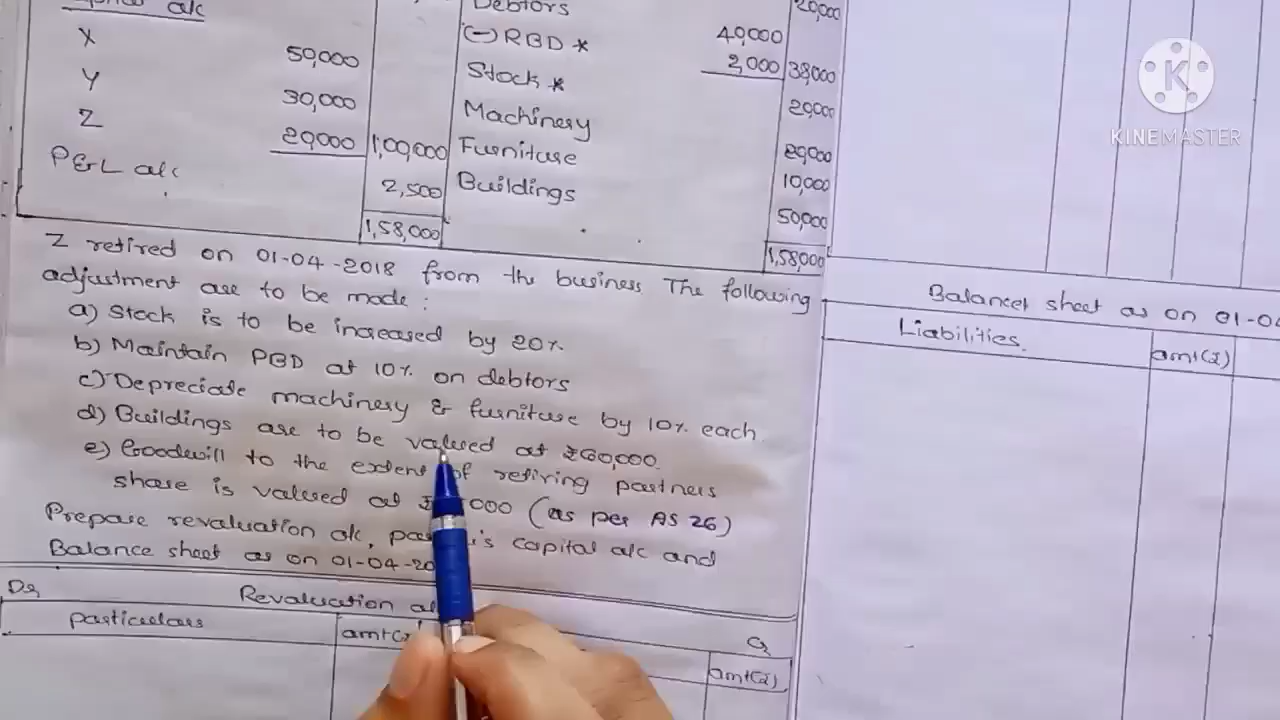 a/c
X 50,000
Y 30,000
Z 20,000 1,00,000
P&L a/c 2,500
1,58,000
Debtors 40,000 20,000
(-) RBD * 2,000 38,000
Stock * 20,000
Machinery 20,000
Furniture 10,000
Buildings 50,000
1,58,000
Z retired on 01-04-2018 from the business The following
adjustment are to be made :
a) Stock is to be increased by 20%
b) Maintain PBD at 10% on debtors
c) Depreciate machinery & furniture by 10% each
d) Buildings are to be valued at ₹60,000
e) Goodwill to the extent of retiring partners
share is valued at 000 (as per AS 26)
Prepare revaluation a/c, capital a/c and
Balance sheet as on 01-04-20
Dr Revaluation Cr
particulars amt(₹) amt(₹)
Balance sheet as on 01-0
Liabilities. amt(₹)
K
KINEMASTER